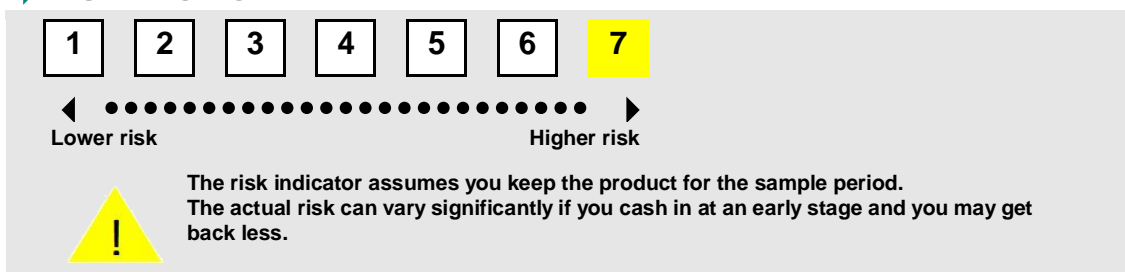 1 2 3 4 5 6 7
Lower risk Higher risk
The risk indicator assumes you keep the product for the sample period.
The actual risk can vary significantly if you cash in at an early stage and you may get
! back less.